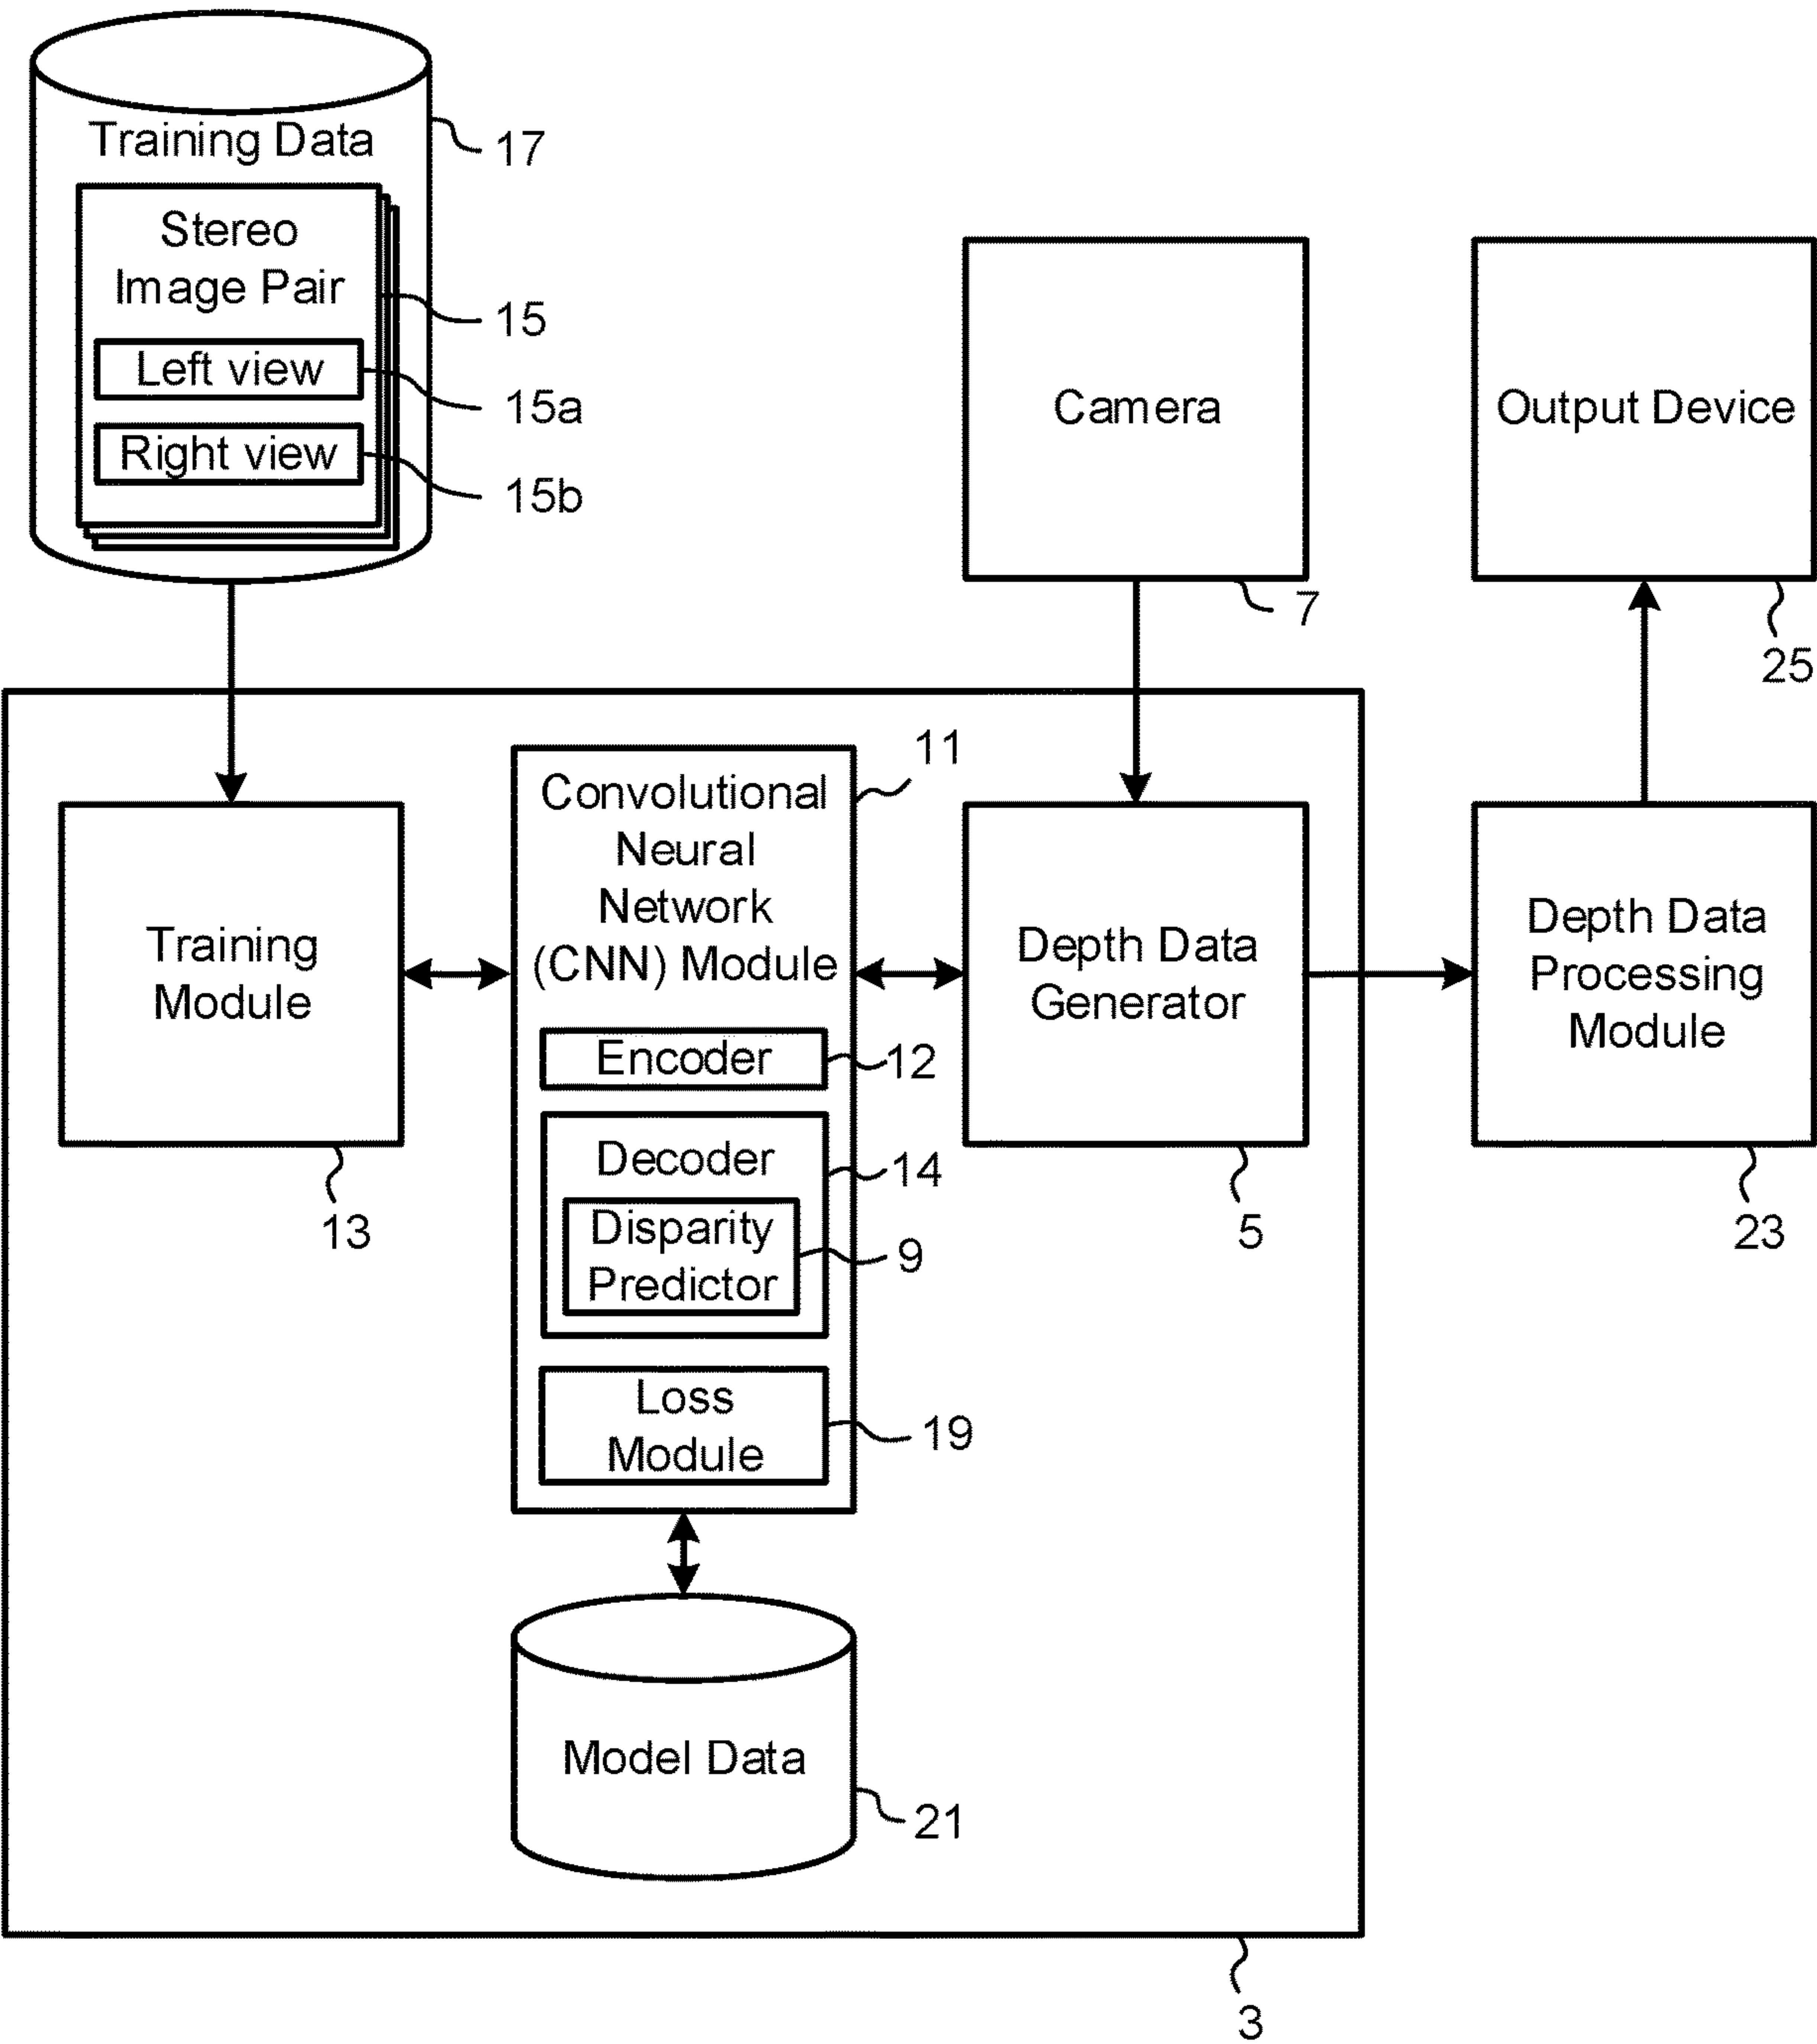 Training Data
17
Stereo
Image Pair
15
Left view
15a
Right view
15b
Camera
7
Output Device
25
Training
Module
13
11
Convolutional
Neural
Network
(CNN) Module
Encoder
12
Decoder
14
Disparity
Predictor
9
Loss
Module
19
Depth Data
Generator
5
Depth Data
Processing
Module
23
Model Data
21
3